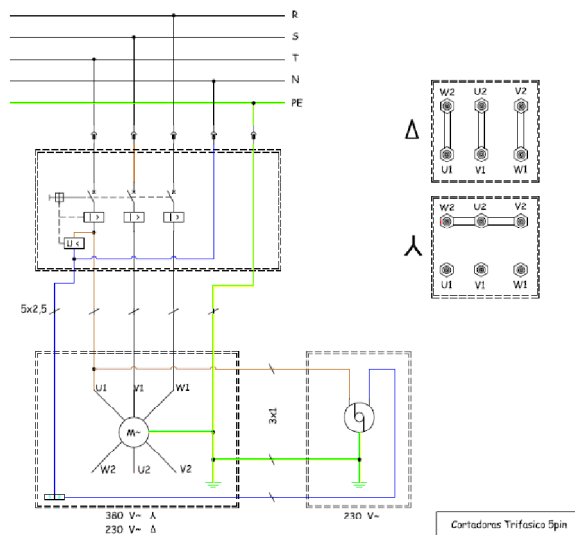 R
S
T
N
PE
W2 U2 V2
Δ
U1 V1 W1
W2 U2 V2
U1 V1 W1
U <
5x2,5
U1 V1 W1
M~
W2 U2 V2
3x1
380 V~ ⅄
230 V~ Δ
230 V~
Cortadoras Trifasico 5pin